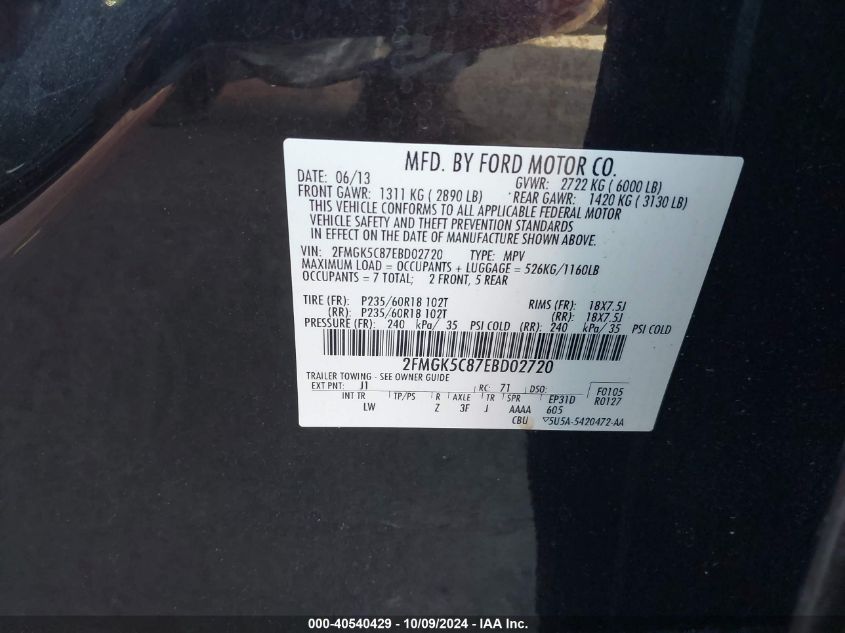 MFD. BY FORD MOTOR CO.
DATE: 06/13 GVWR: 2722 KG ( 6000 LB)
FRONT GAWR: 1311 KG ( 2890 LB) REAR GAWR: 1420 KG ( 3130 LB)
THIS VEHICLE CONFORMS TO ALL APPLICABLE FEDERAL MOTOR
VEHICLE SAFETY AND THEFT PREVENTION STANDARDS
IN EFFECT ON THE DATE OF MANUFACTURE SHOWN ABOVE.
VIN: 2FMGK5C87EBD02720 TYPE: MPV
MAXIMUM LOAD = OCCUPANTS + LUGGAGE = 526KG/1160LB
OCCUPANTS = 7 TOTAL; 2 FRONT, 5 REAR
TIRE (FR): P235/60R18 102T RIMS (FR): 18X7.5J
(RR): P235/60R18 102T (RR): 18X7.5J
PRESSURE (FR): 240 kPa/ 35 PSI COLD (RR): 240 kPa/ 35 PSI COLD
2FMGK5C87EBD02720
TRAILER TOWING - SEE OWNER GUIDE
EXT PNT: J1 RC: 71 DSO: F0105
INT TR TP/PS R AXLE TR SPR EP31D R0127
LW Z 3F J AAAA 605
CBU 5U5A-5420472-AA
000-40540429 - 10/09/2024 - IAA Inc.